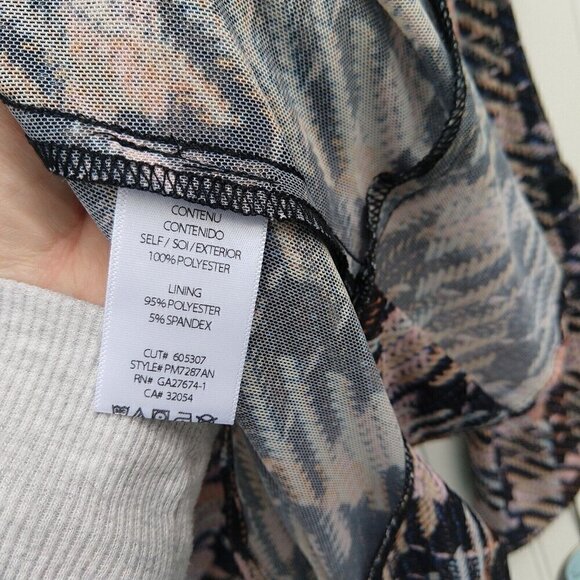 CONTENU
CONTENIDO
SELF / SOI / EXTERIOR
100% POLYESTER
LINING
95% POLYESTER
5% SPANDEX
CUT# 605307
STYLE# PM7287AN
RN# GA27674-1
CA# 32054